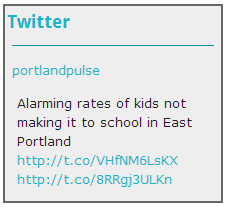 Twitter
portlandpulse
Alarming rates of kids not
making it to school in East
Portland
http://t.co/VHfNM6LsKX
http://t.co/8RRgj3ULKn